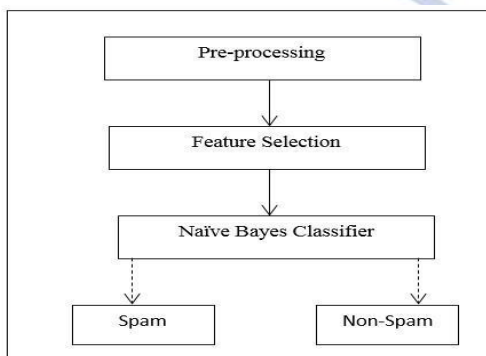 Pre-processing
Feature Selection
Naïve Bayes Classifier
Spam
Non-Spam